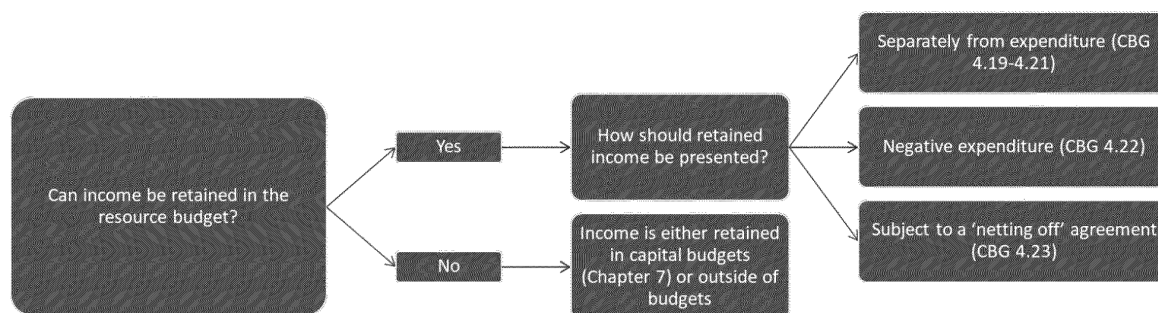 Can income be retained in the
resource budget?
Yes
No
How should retained
income be presented?
Income is either retained
in capital budgets
(Chapter 7) or outside of
budgets
Separately from expenditure (CBG
4.19-4.21)
Negative expenditure (CBG 4.22)
Subject to a ‘netting off’ agreement
(CBG 4.23)